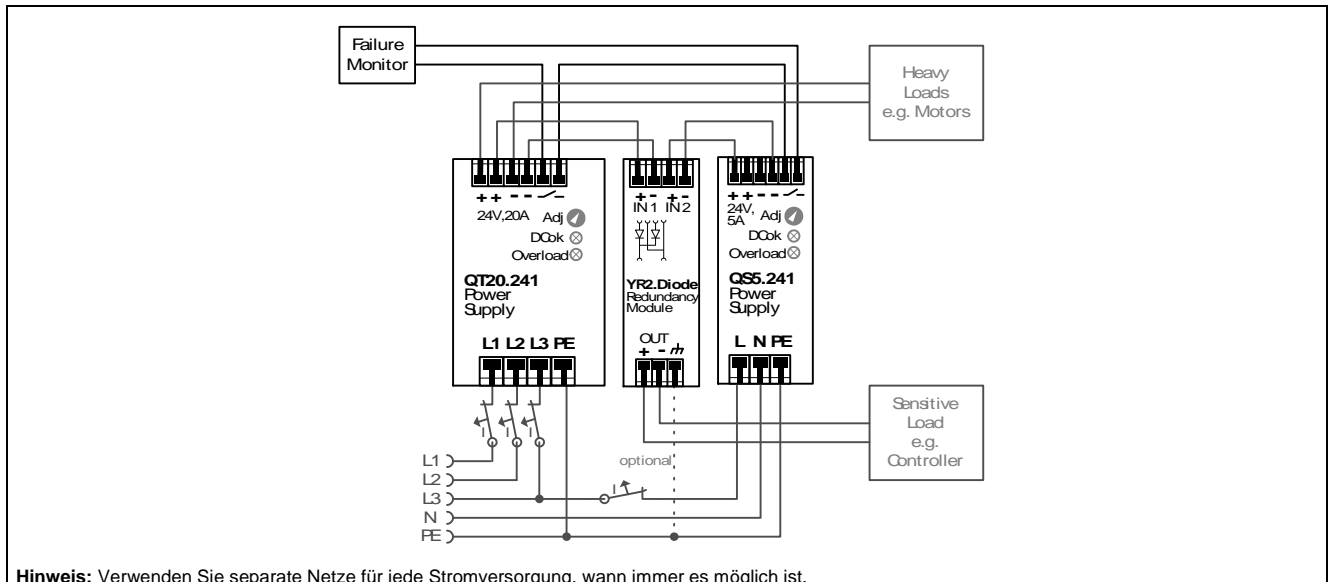 Failure
Monitor
Heavy
Loads
e.g. Motors
+ + - -
24V,20A Adj
DCok
Overload
QT20.241
Power
Supply
L1 L2 L3 PE
+ - + -
IN 1 IN 2
YR2.Diode
Redundancy
Module
OUT
+ -
+ + - -
24V,
5A Adj
DCok
Overload
QS5.241
Power
Supply
L N PE
I I I
Sensitive
Load
e.g.
Controller
optional
I
L1
L2
L3
N
PE
Hinweis: Verwenden Sie separate Netze für jede Stromversorgung, wann immer es möglich ist.